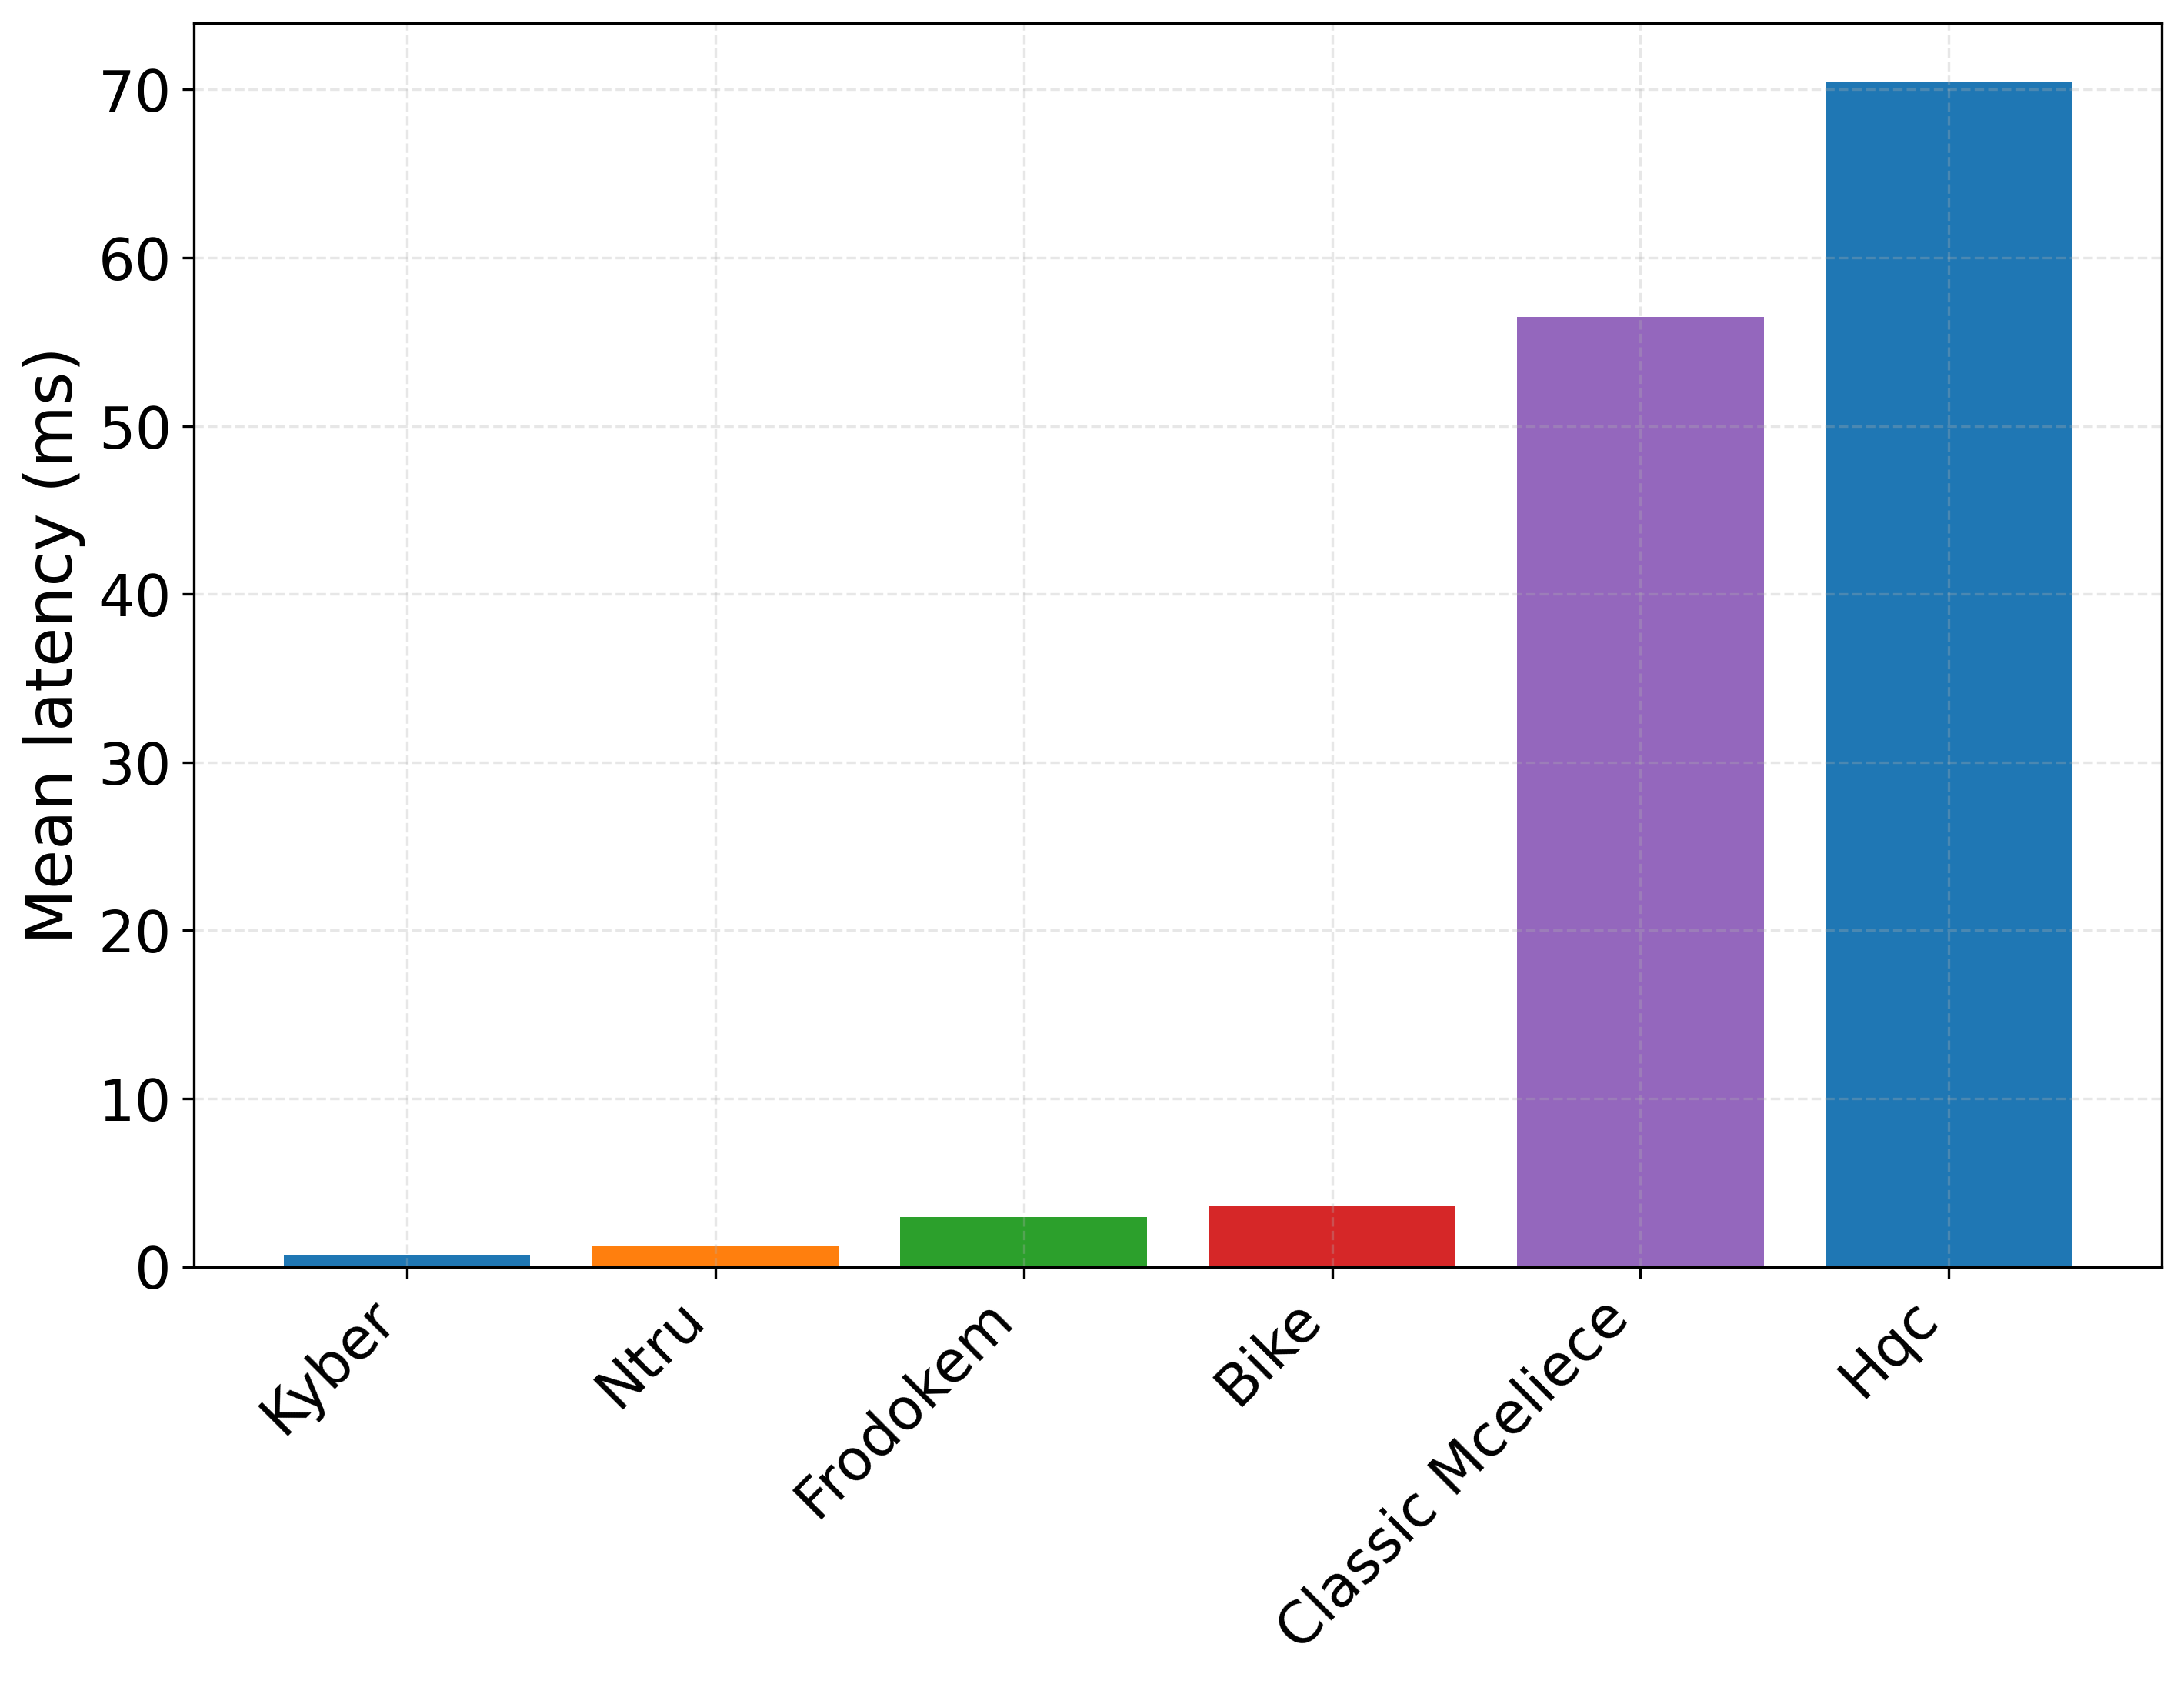 Mean latency (ms)
70
60
50
40
30
20
10
0
Kyber
Ntru
Frodokem
Bike
Classic Mceliece
Hqc